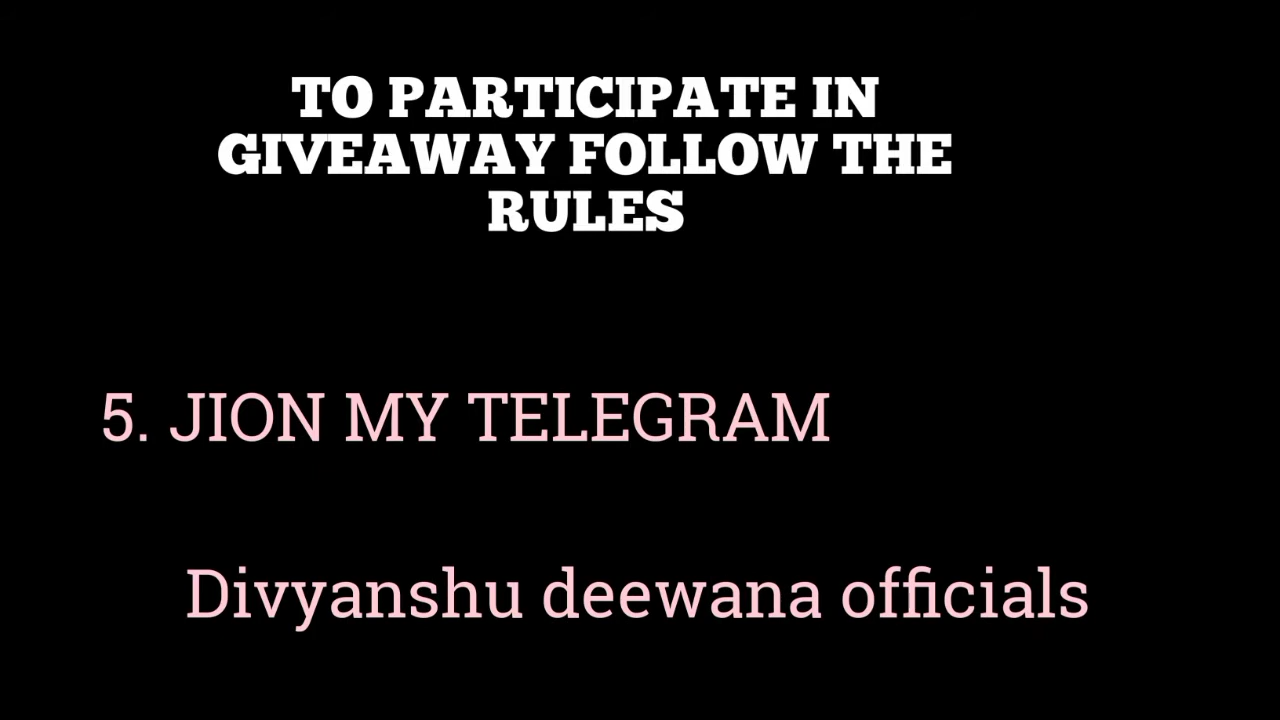 TO PARTICIPATE IN
GIVEAWAY FOLLOW THE
RULES
5. JION MY TELEGRAM
Divyanshu deewana officials